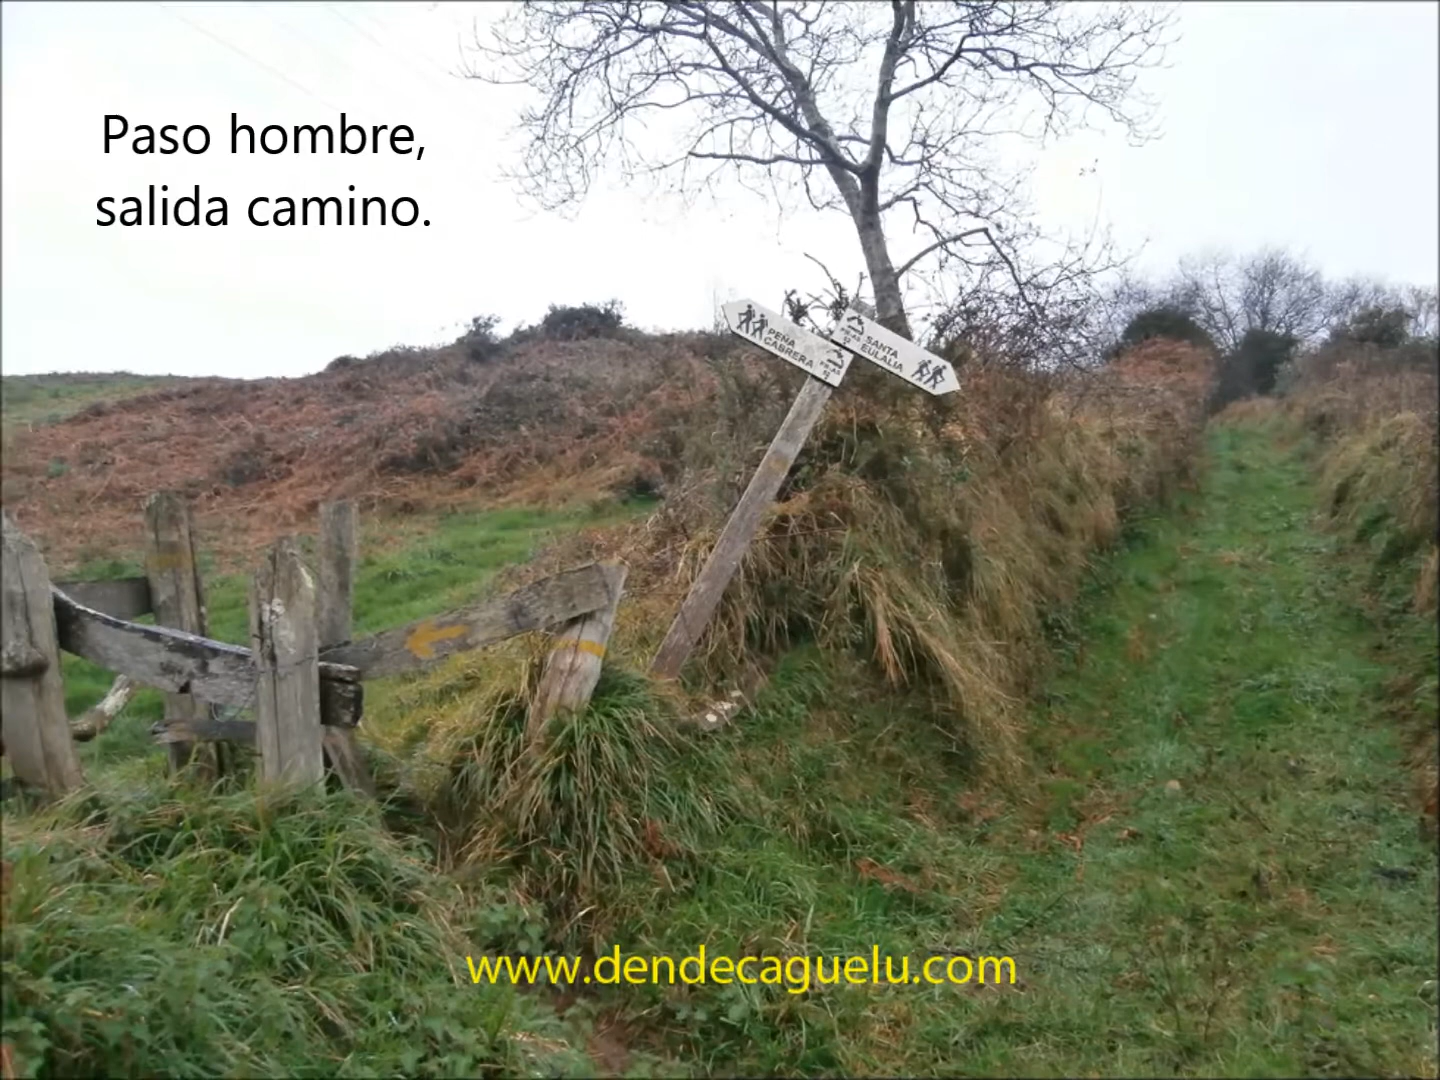 Paso hombre,
salida camino.
PEÑA
CABRERA
SANTA
EULALIA
www.dendecaguelu.com